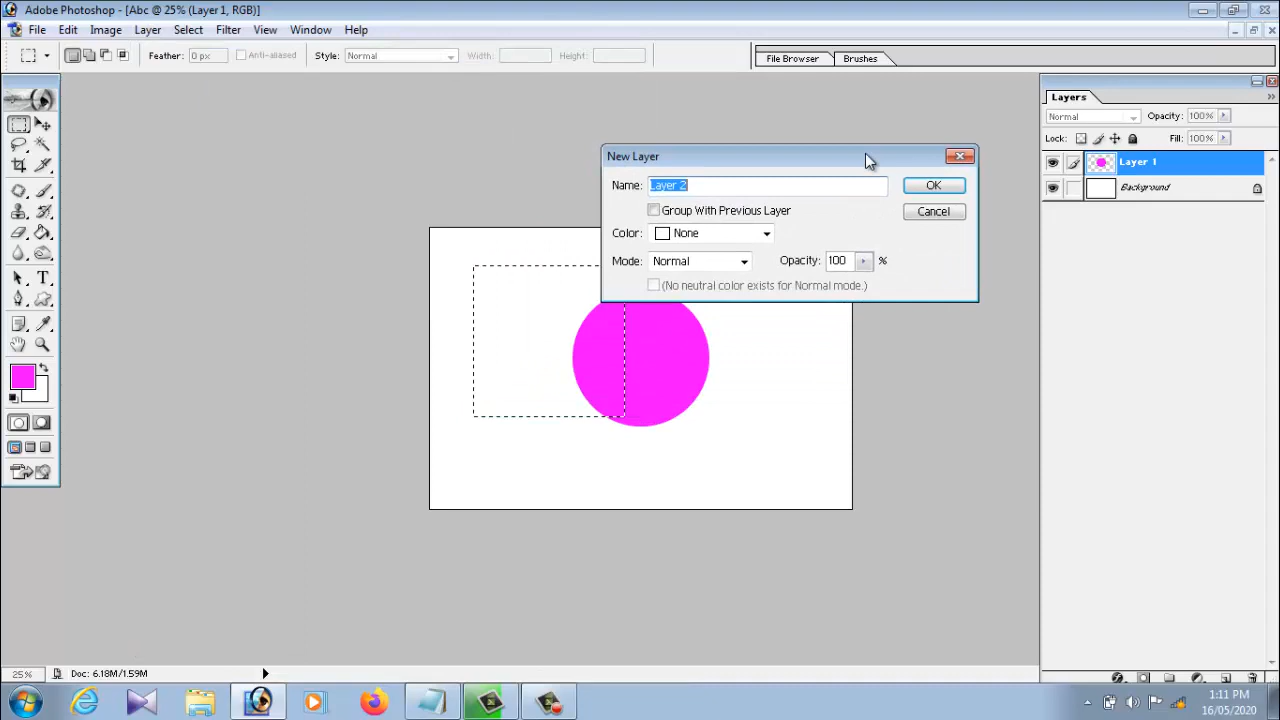 Adobe Photoshop - [Abc @ 25% (Layer 1, RGB)]
File Edit Image Layer Select Filter View Window Help
Feather: 0 px Anti-aliased Style: Normal Width: Height: File Browser Brushes
Layers
Normal Opacity: 100%
Lock: Fill: 100%
Layer 1
Background
New Layer
Name: Layer 2 OK
Group With Previous Layer Cancel
Color: None
Mode: Normal Opacity: 100 %
(No neutral color exists for Normal mode.)
T
25% Doc: 6.18M/1.59M
1:11 PM
16/05/2020